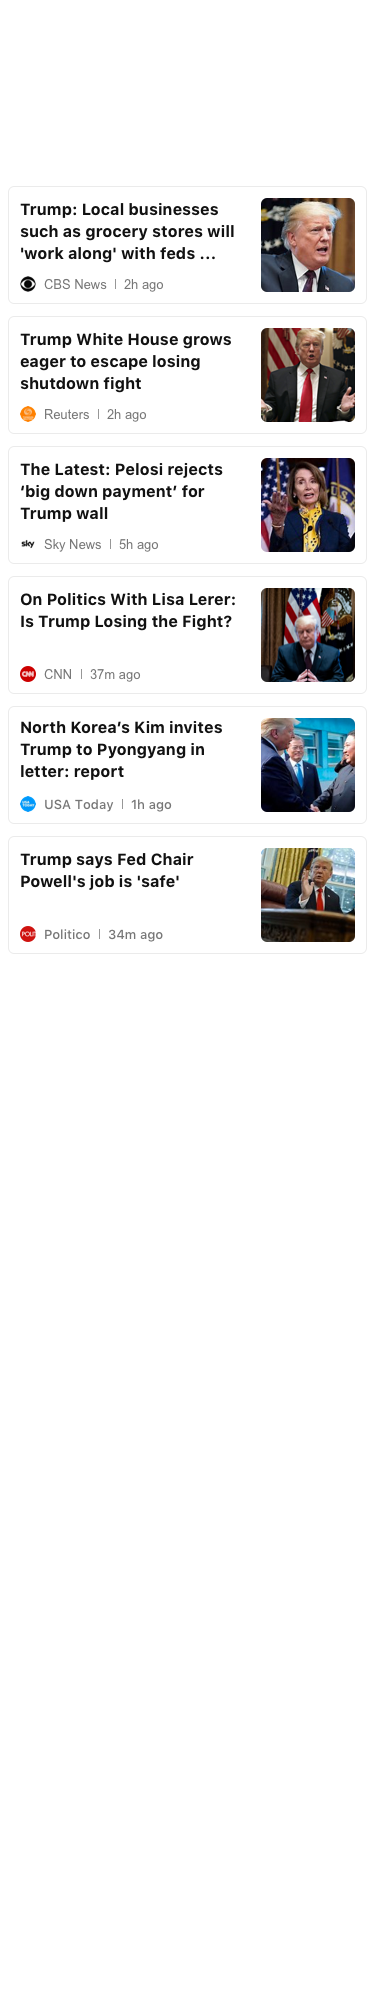 Trump: Local businesses
such as grocery stores will
'work along' with feds ...
CBS News | 2h ago
Trump White House grows
eager to escape losing
shutdown fight
Reuters | 2h ago
The Latest: Pelosi rejects
‘big down payment’ for
Trump wall
sky Sky News | 5h ago
On Politics With Lisa Lerer:
Is Trump Losing the Fight?
CNN CNN | 37m ago
North Korea’s Kim invites
Trump to Pyongyang in
letter: report
USA Today | 1h ago
Trump says Fed Chair
Powell's job is 'safe'
Politico | 34m ago